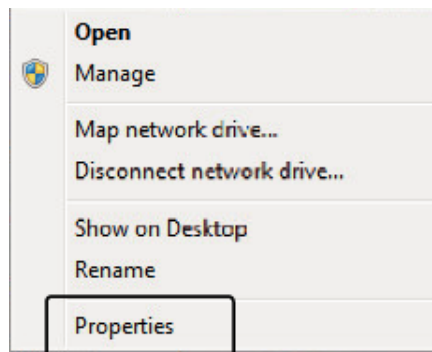 Open
Manage
Map network drive...
Disconnect network drive...
Show on Desktop
Rename
Properties